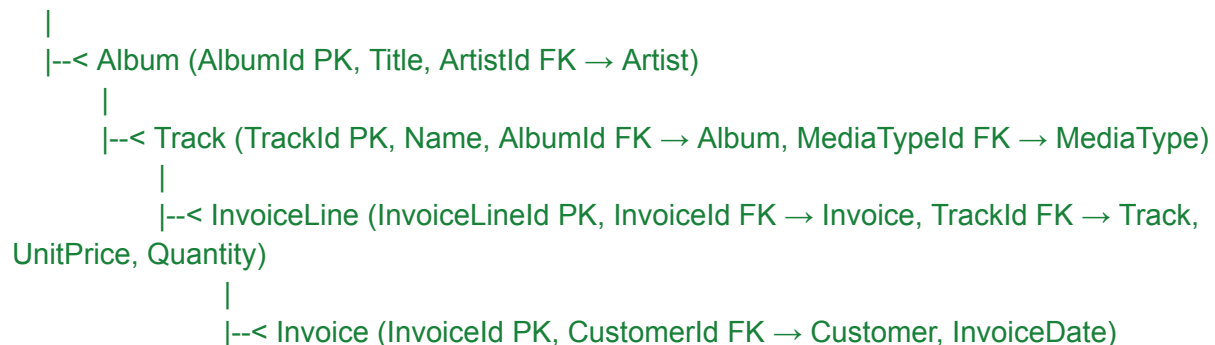 |
|--< Album (AlbumId PK, Title, ArtistId FK → Artist)
|
|--< Track (TrackId PK, Name, AlbumId FK → Album, MediaTypeId FK → MediaType)
|
|--< InvoiceLine (InvoiceLineId PK, InvoiceId FK → Invoice, TrackId FK → Track,
UnitPrice, Quantity)
|
|--< Invoice (InvoiceId PK, CustomerId FK → Customer, InvoiceDate)